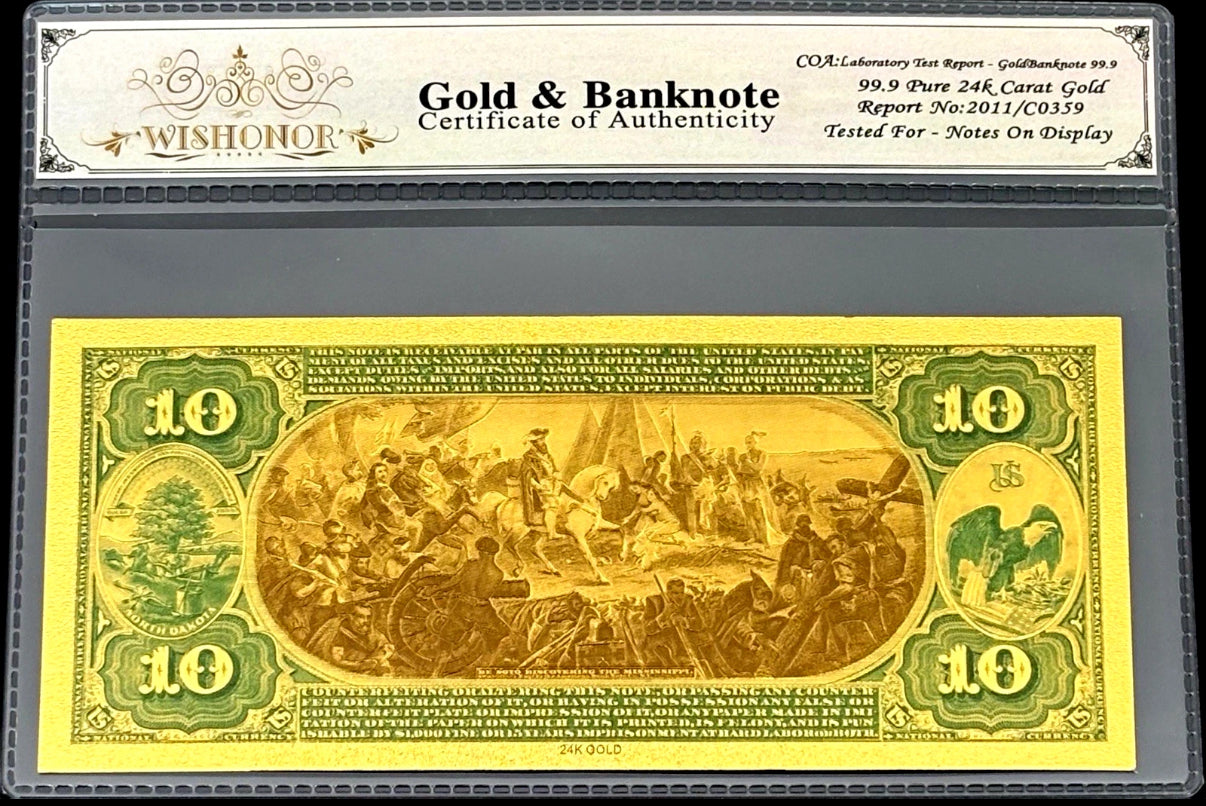 WISHONOR
Gold & Banknote
Certificate of Authenticity
COA:Laboratory Test Report - GoldBanknote 99.9
99.9 Pure 24k Carat Gold
Report No:2011/C0359
Tested For - Notes On Display
NATIONAL
CURRENCY
THIS NOTE IS RECEIVABLE AT PAR IN ALL PARTS OF THE UNITED STATES IN
MENT OF ALL TAXES AND EXCISES AND ALL OTHER DUES TO THE UNITED STATES
EXCEPT DUTIES IMPORTS AND ALSO FOR ALL SALARIES AND OTHER
DEMANDS OWING BY THE UNITED STATES TO INDIVIDUALS, CORPORATIONS &
WITHIN THE UNITED STATES EXCEPT INTEREST ON
10
10
US
NORTH DAKOTA
DE SOTO DISCOVERING THE MISSISSIPPI
10
10
COUNTERFEITING OR ALTERING THIS NOTE, OR PASSING ANY COUNTER
FEIT OR ALTERATION OF IT, OR HAVING IN POSSESSION ANY FALSE OR
COUNTERFEIT PLATE OR IMPRESSION OF IT, OR ANY PAPER MADE IN IMI
TATION OF THE PAPER ON WHICH IT IS PRINTED, IS FELONY, AND IS PUN
ISHABLE BY $1,000 FINE OR 15 YEARS IMPRISONMENT AT HARD LABOR OR BOTH
NATIONAL
CURRENCY
NATIONAL
CURRENCY
24K GOLD